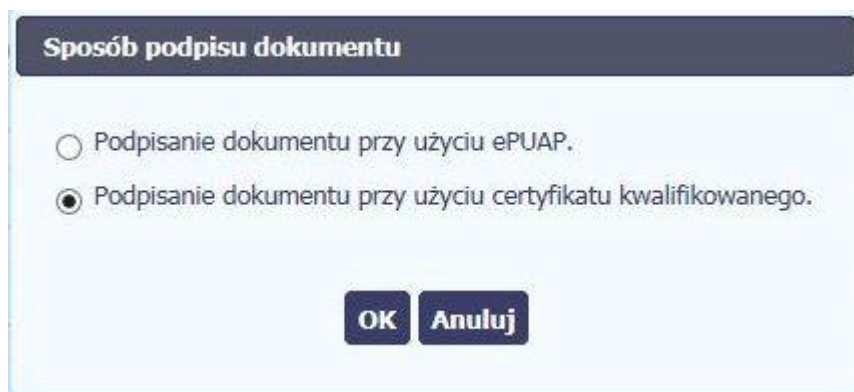 Sposób podpisu dokumentu
Podpisanie dokumentu przy użyciu ePUAP.
Podpisanie dokumentu przy użyciu certyfikatu kwalifikowanego.
OK Anuluj